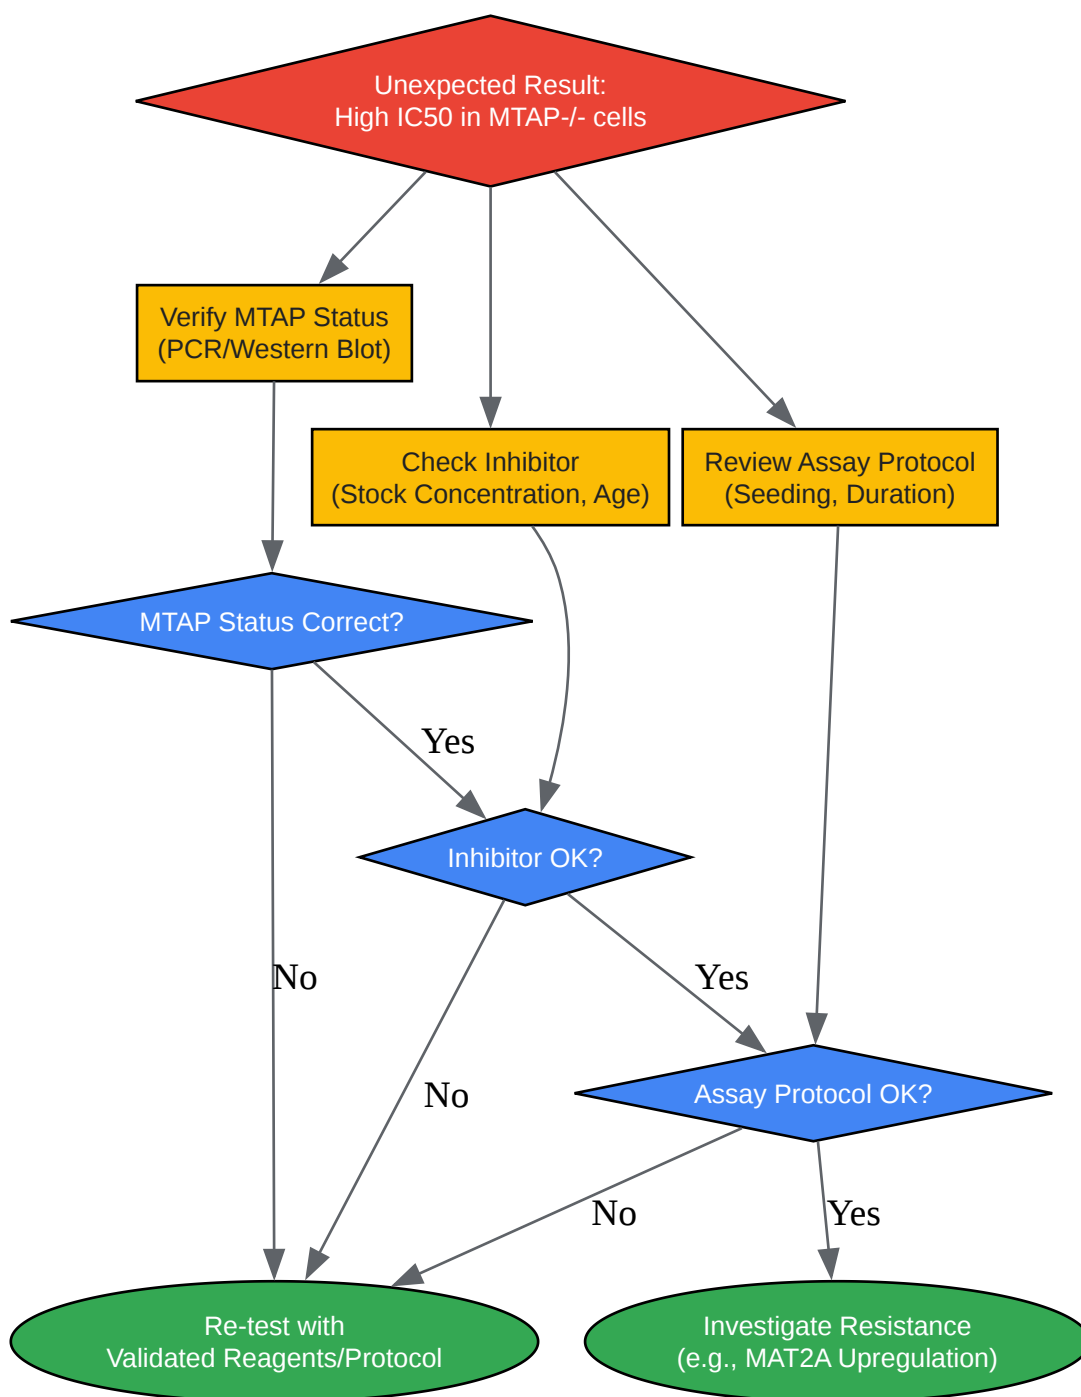 Unexpected Result:
High IC50 in MTAP-/- cells
Verify MTAP Status
(PCR/Western Blot)
Check Inhibitor
(Stock Concentration, Age)
Review Assay Protocol
(Seeding, Duration)
MTAP Status Correct?
Yes
Inhibitor OK?
No
Yes
No
Assay Protocol OK?
No
Yes
Re-test with
Validated Reagents/Protocol
Investigate Resistance
(e.g., MAT2A Upregulation)